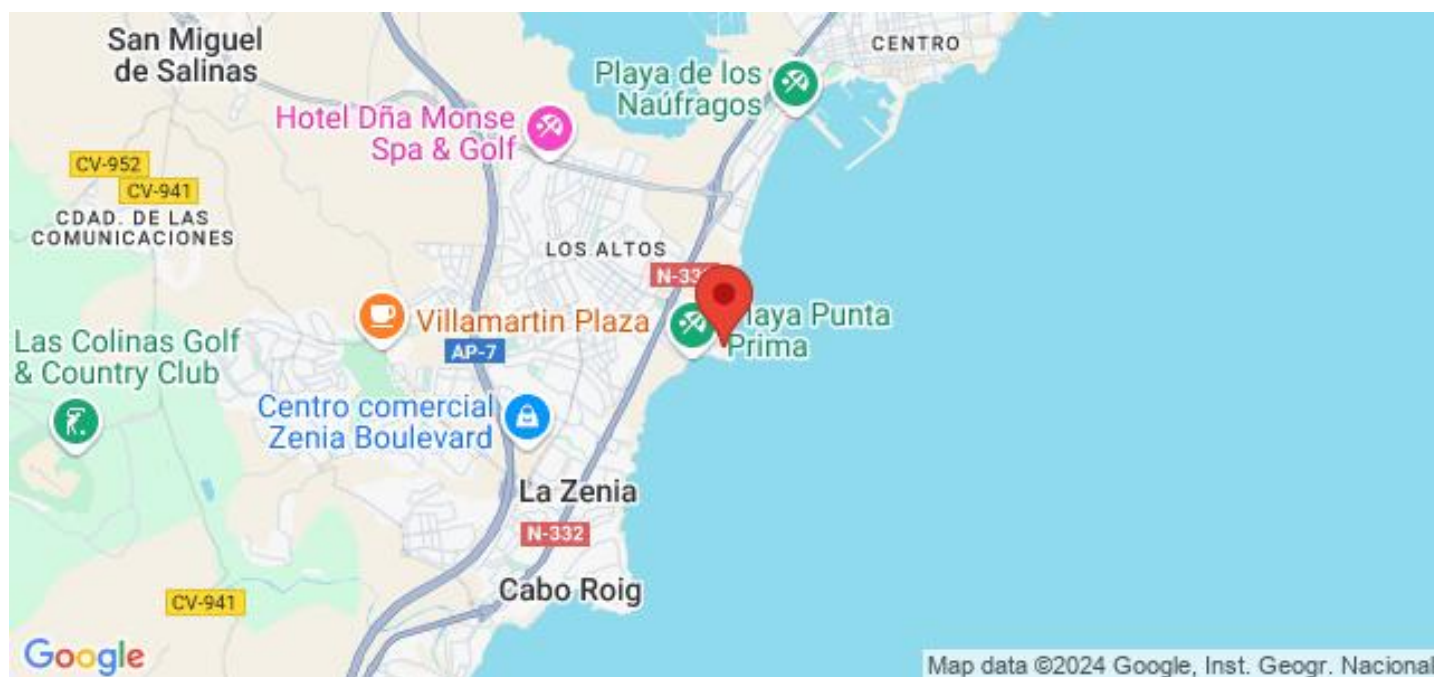 San Miguel
de Salinas
CENTRO
Playa de los
Naúfragos
Hotel Dña Monse
Spa & Golf
CV-952
CV-941
CDAD. DE LAS
COMUNICACIONES
LOS ALTOS
Villamartin Plaza
Punta
Prima
AP-7
Las Colinas Golf
& Country Club
Centro comercial
Zenia Boulevard
La Zenia
N-332
Cabo Roig
CV-941
Google
Map data ©2024 Google, Inst. Geogr. Nacional